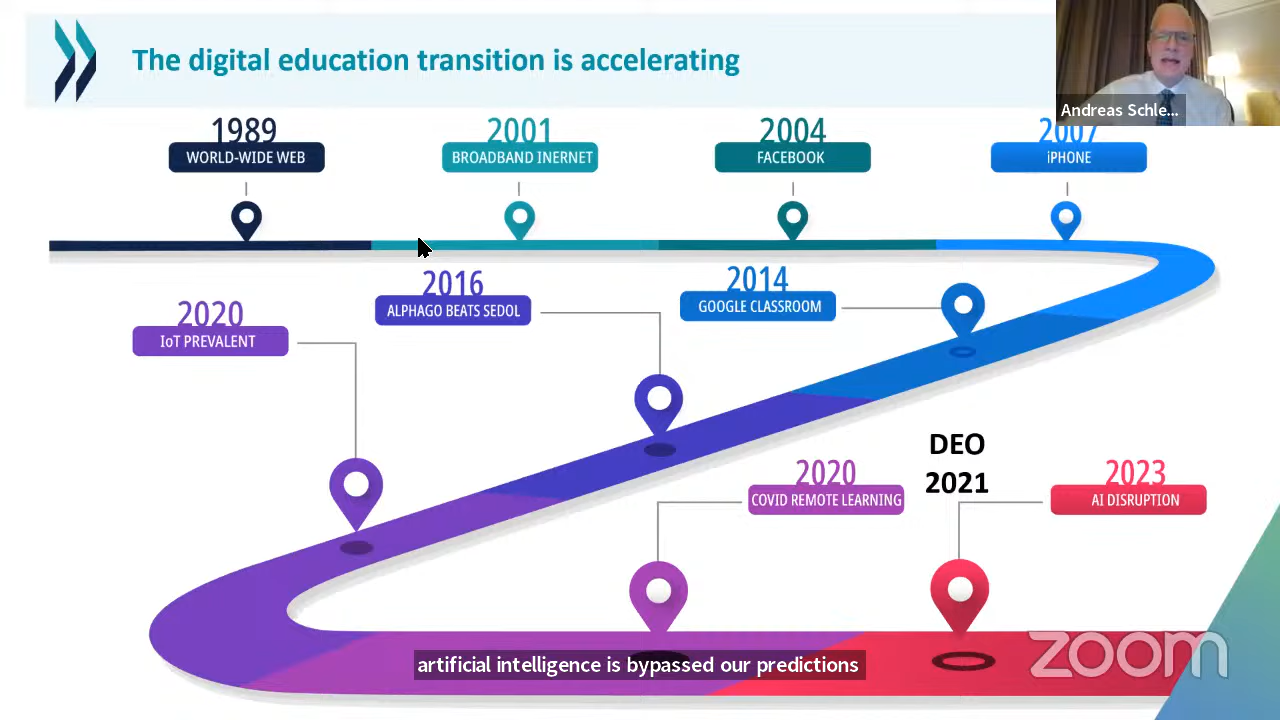 The digital education transition is accelerating
Andreas Schle...
1989
WORLD-WIDE WEB
2001
BROADBAND INERNET
2004
FACEBOOK
2007
iPHONE
2016
ALPHAGO BEATS SEDOL
2014
GOOGLE CLASSROOM
2020
IoT PREVALENT
DEO
2021
2020
COVID REMOTE LEARNING
2023
AI DISRUPTION
artificial intelligence is bypassed our predictions
zoom